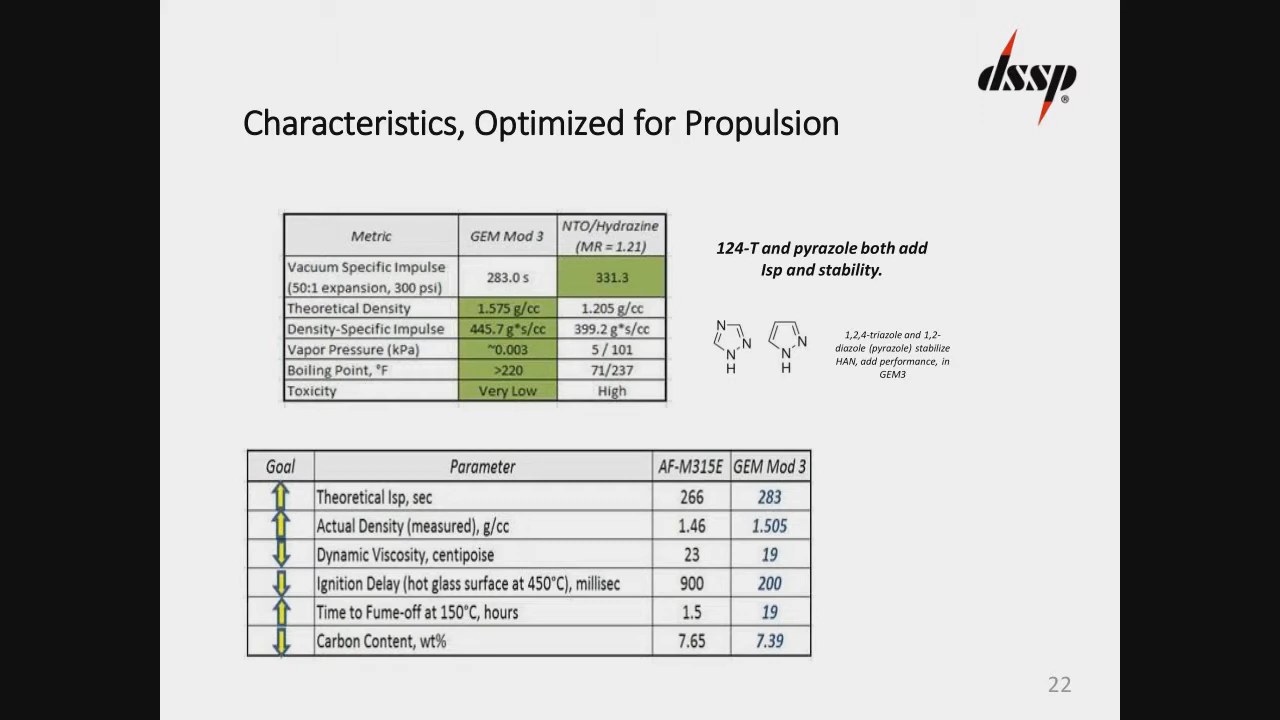 dssp®
Characteristics, Optimized for Propulsion
Metric GEM Mod 3 NTO/Hydrazine
(MR = 1.21)
Vacuum Specific Impulse
(50:1 expansion, 300 psi) 283.0 s 331.3
Theoretical Density 1.575 g/cc 1.205 g/cc
Density-Specific Impulse 445.7 g*s/cc 399.2 g*s/cc
Vapor Pressure (kPa) ~0.003 5 / 101
Boiling Point, °F >220 71/237
Toxicity Very Low High
124-T and pyrazole both add
Isp and stability.
N N N H
N N H
1,2,4-triazole and 1,2-
diazole (pyrazole) stabilize
HAN, add performance, in
GEM3
Goal Parameter AF-M315E GEM Mod 3
Theoretical Isp, sec 266 283
Actual Density (measured), g/cc 1.46 1.505
Dynamic Viscosity, centipoise 23 19
Ignition Delay (hot glass surface at 450°C), millisec 900 200
Time to Fume-off at 150°C, hours 1.5 19
Carbon Content, wt% 7.65 7.39
22